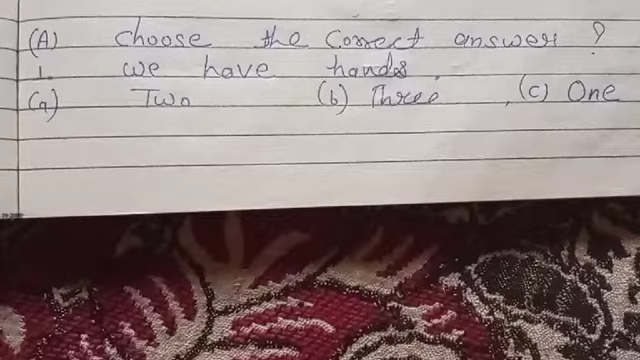 (A) choose the correct answer ?
1. we have hands.
(a) Two (b) Three , (c) One